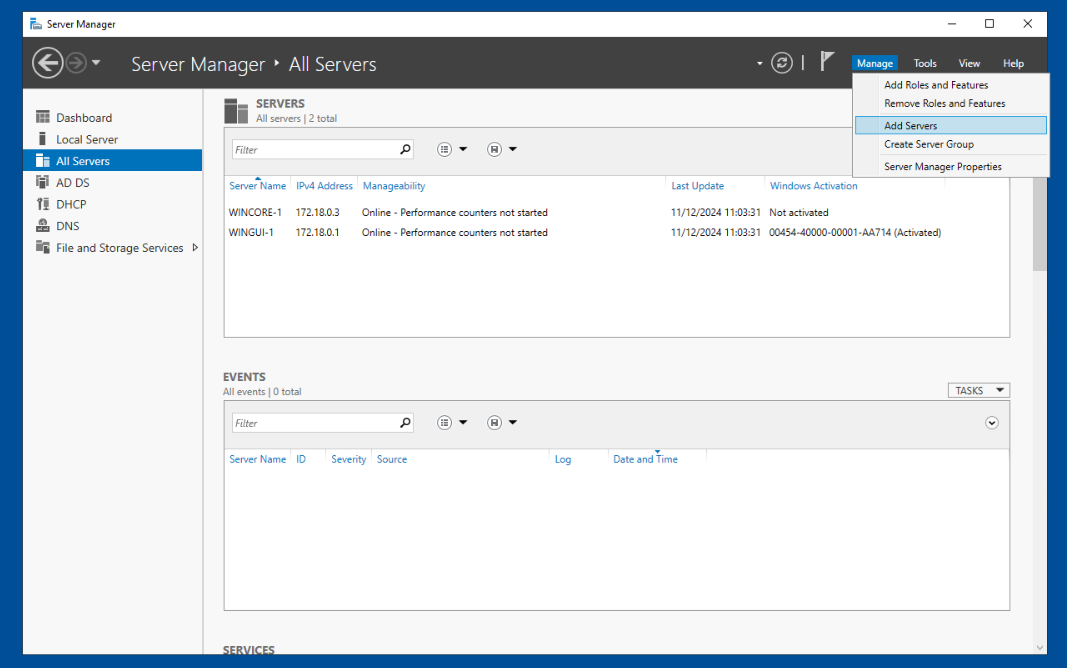 Server Manager
Server Manager ‣ All Servers
Manage Tools View Help
Add Roles and Features
Remove Roles and Features
Add Servers
Create Server Group
Server Manager Properties
Dashboard
Local Server
All Servers
AD DS
DHCP
DNS
File and Storage Services
SERVERS
All servers | 2 total
Filter
Server Name IPv4 Address Manageability Last Update Windows Activation
WINCORE-1 172.18.0.3 Online - Performance counters not started 11/12/2024 11:03:31 Not activated
WINGUI-1 172.18.0.1 Online - Performance counters not started 11/12/2024 11:03:31 00454-40000-00001-AA714 (Activated)
EVENTS
All events | 0 total
TASKS
Filter
Server Name ID Severity Source Log Date and Time
SERVICES